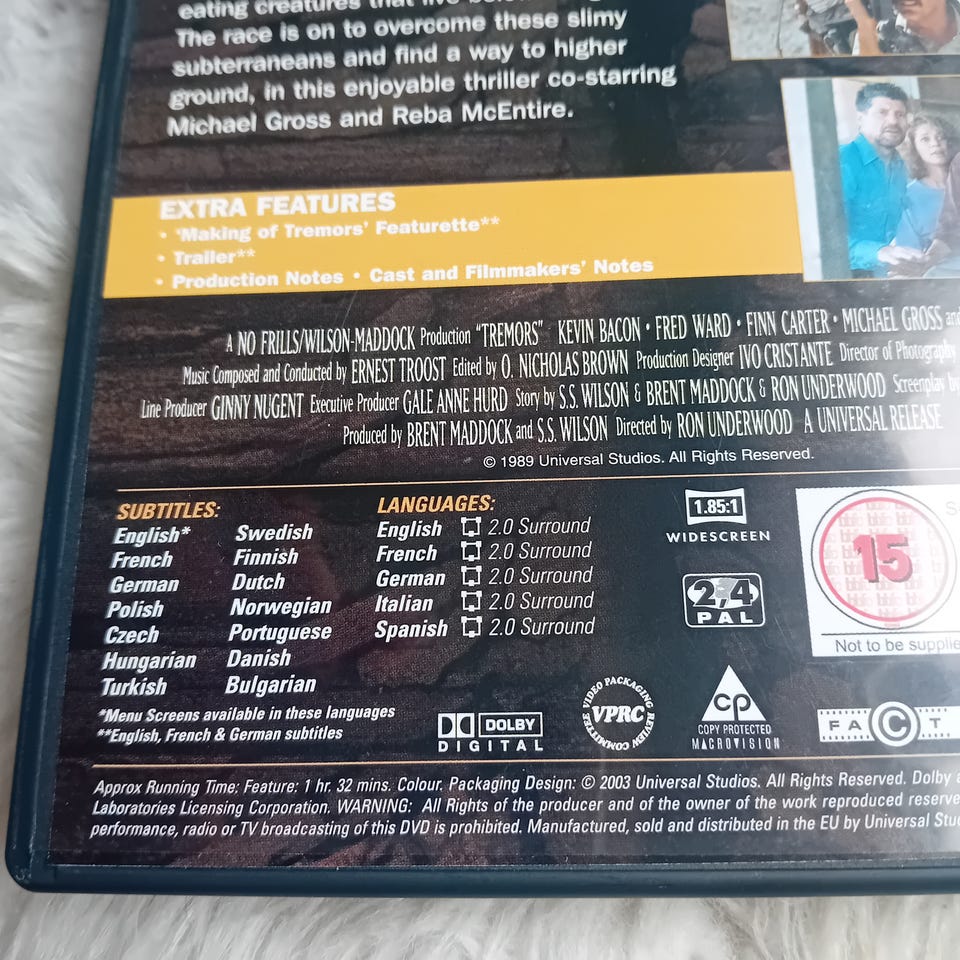 eating creatures that live
The race is on to overcome these slimy
subterraneans and find a way to higher
ground, in this enjoyable thriller co-starring
Michael Gross and Reba McEntire.
EXTRA FEATURES
• 'Making of Tremors' Featurette**
• Trailer**
• Production Notes • Cast and Filmmakers' Notes
A NO FRILLS/WILSON-MADDOCK Production "TREMORS" KEVIN BACON • FRED WARD • FINN CARTER • MICHAEL GROSS and
Music Composed and Conducted by ERNEST TROOST Edited by O. NICHOLAS BROWN Production Designer IVO CRISTANTE Director of Photography
Line Producer GINNY NUGENT Executive Producer GALE ANNE HURD Story by S.S. WILSON & BRENT MADDOCK & RON UNDERWOOD Screenplay by
Produced by BRENT MADDOCK and S.S. WILSON Directed by RON UNDERWOOD A UNIVERSAL RELEASE
© 1989 Universal Studios. All Rights Reserved.
SUBTITLES:
English* Swedish
French Finnish
German Dutch
Polish Norwegian
Czech Portuguese
Hungarian Danish
Turkish Bulgarian
*Menu Screens available in these languages
**English, French & German subtitles
LANGUAGES:
English 2.0 Surround
French 2.0 Surround
German 2.0 Surround
Italian 2.0 Surround
Spanish 2.0 Surround
1.85:1
WIDESCREEN
2,4
PAL
15
Not to be supplie
DOLBY
DIGITAL
VIDEO PACKAGING REVIEW COMMITTEE
VPRC
CP
COPY PROTECTED
MACROVISION
FACT
Approx Running Time: Feature: 1 hr. 32 mins. Colour. Packaging Design: © 2003 Universal Studios. All Rights Reserved. Dolby a
Laboratories Licensing Corporation. WARNING: All Rights of the producer and of the owner of the work reproduced reserve
performance, radio or TV broadcasting of this DVD is prohibited. Manufactured, sold and distributed in the EU by Universal Stu